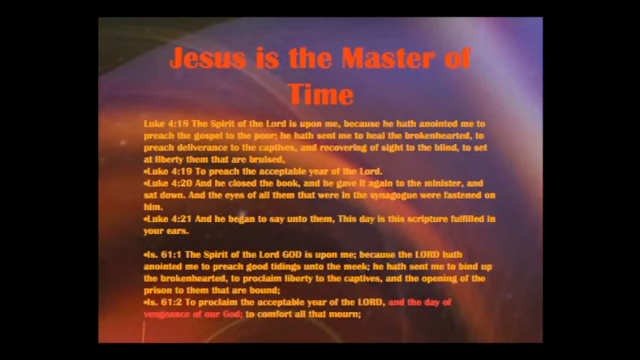 Jesus is the Master of
Time
Luke 4:18 The Spirit of the Lord is upon me, because he hath anointed me to
preach the gospel to the poor; he hath sent me to heal the brokenhearted, to
preach deliverance to the captives, and recovering of sight to the blind, to set
at liberty them that are bruised,
•Luke 4:19 To preach the acceptable year of the Lord.
•Luke 4:20 And he closed the book, and he gave it again to the minister, and
sat down. And the eyes of all them that were in the synagogue were fastened on
him.
•Luke 4:21 And he began to say unto them, This day is this scripture fulfilled in
your ears.
•Is. 61:1 The Spirit of the Lord GOD is upon me; because the LORD hath
anointed me to preach good tidings unto the meek; he hath sent me to bind up
the brokenhearted, to proclaim liberty to the captives, and the opening of the
prison to them that are bound;
•Is. 61:2 To proclaim the acceptable year of the LORD, and the day of
vengeance of our God; to comfort all that mourn;